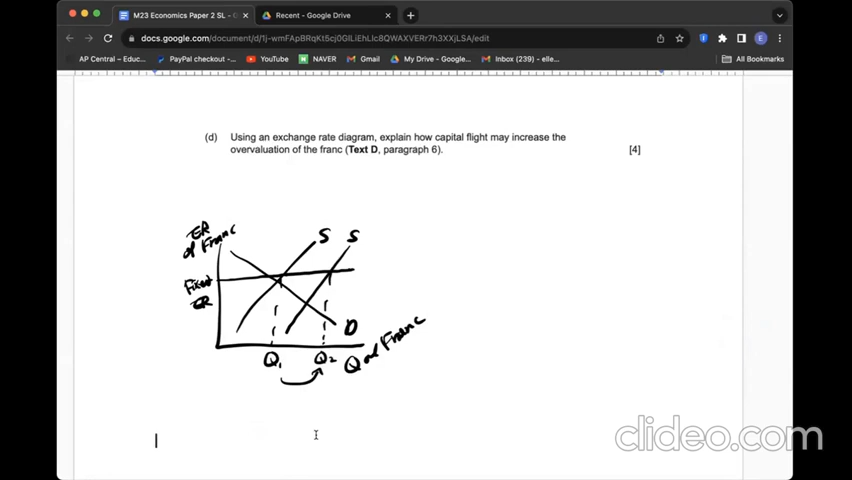 M23 Economics Paper 2 SL - G
Recent - Google Drive
docs.google.com/document/d/1j-wmFApBRqKt5cj0GILiEhLIc8QWAXVERr7h3XXjLSA/edit
AP Central – Educ...
PayPal checkout -...
YouTube
NAVER
Gmail
My Drive - Google...
Inbox (239) - elle...
All Bookmarks
(d) Using an exchange rate diagram, explain how capital flight may increase the
overvaluation of the franc (Text D, paragraph 6). [4]
ER
of Franc
S S
Fixed
ER
D
Q1 Q2 Q of Franc
clideo.com